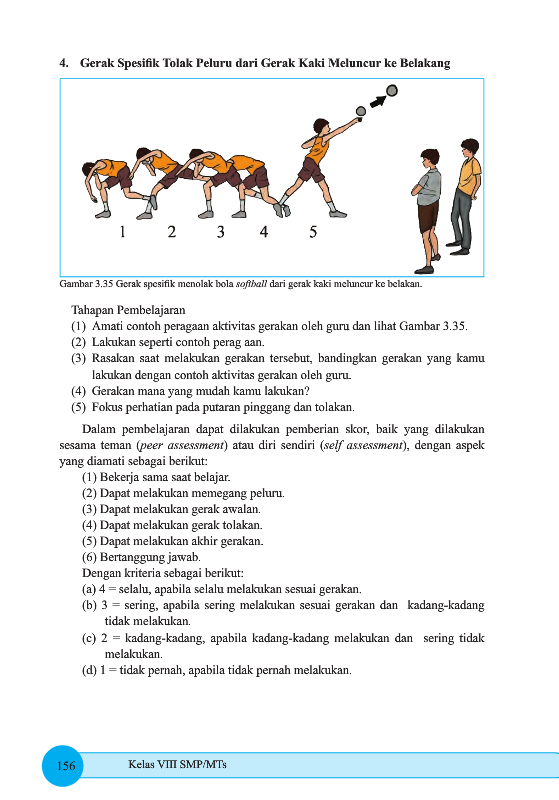 4. Gerak Spesifik Tolak Peluru dari Gerak Kaki Meluncur ke Belakang
1 2 3 4 5
Gambar 3.35 Gerak spesifik menolak bola softball dari gerak kaki meluncur ke belakan.
Tahapan Pembelajaran
(1) Amati contoh peragaan aktivitas gerakan oleh guru dan lihat Gambar 3.35.
(2) Lakukan seperti contoh perag aan.
(3) Rasakan saat melakukan gerakan tersebut, bandingkan gerakan yang kamu
lakukan dengan contoh aktivitas gerakan oleh guru.
(4) Gerakan mana yang mudah kamu lakukan?
(5) Fokus perhatian pada putaran pinggang dan tolakan.
Dalam pembelajaran dapat dilakukan pemberian skor, baik yang dilakukan
sesama teman (peer assessment) atau diri sendiri (self assessment), dengan aspek
yang diamati sebagai berikut:
(1) Bekerja sama saat belajar.
(2) Dapat melakukan memegang peluru.
(3) Dapat melakukan gerak awalan.
(4) Dapat melakukan gerak tolakan.
(5) Dapat melakukan akhir gerakan.
(6) Bertanggung jawab.
Dengan kriteria sebagai berikut:
(a) 4 = selalu, apabila selalu melakukan sesuai gerakan.
(b) 3 = sering, apabila sering melakukan sesuai gerakan dan kadang-kadang
tidak melakukan.
(c) 2 = kadang-kadang, apabila kadang-kadang melakukan dan sering tidak
melakukan.
(d) 1 = tidak pernah, apabila tidak pernah melakukan.
156 Kelas VIII SMP/MTs